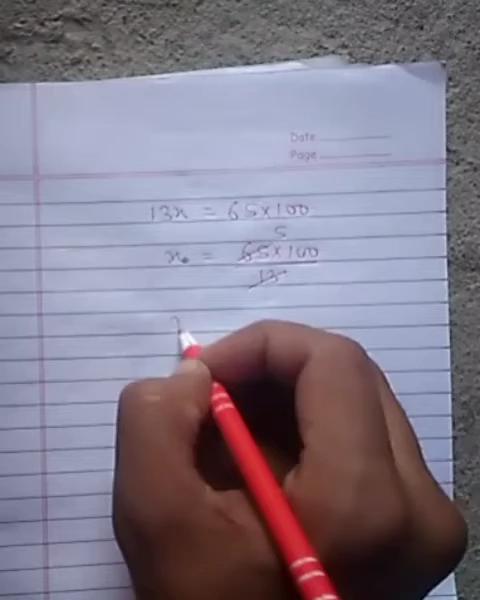 Date
Page
13x = 65×100
5
x = 65×100
13